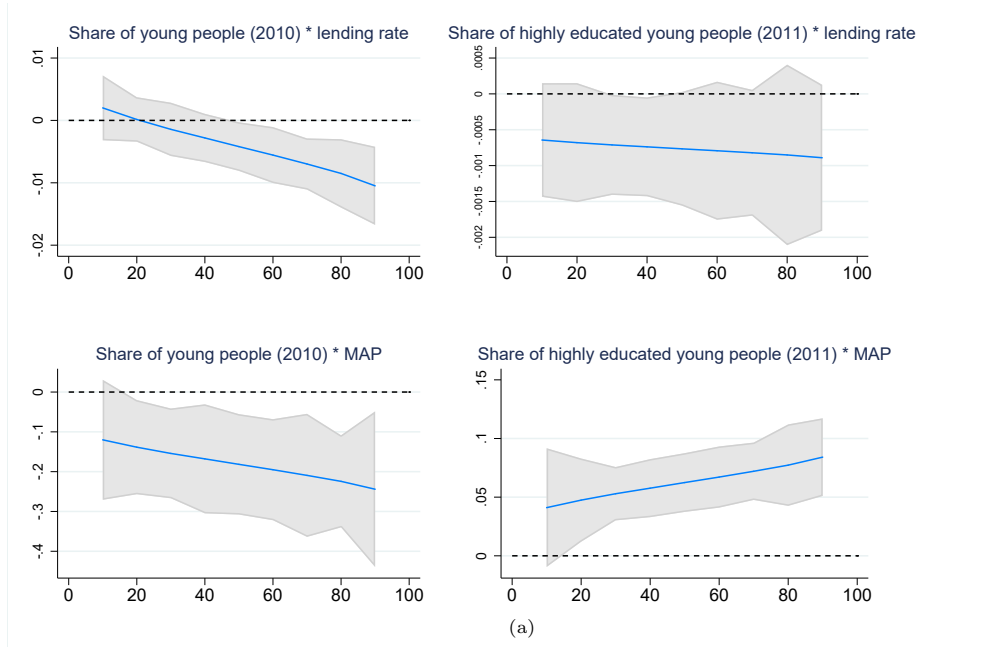 Share of young people (2010) * lending rate
.01
0
-.01
-.02
0 20 40 60 80 100
Share of highly educated young people (2011) * lending rate
.0005
0
-.0005
-.001
-.0015
-.002
0 20 40 60 80 100
Share of young people (2010) * MAP
0
-.1
-.2
-.3
-.4
0 20 40 60 80 100
Share of highly educated young people (2011) * MAP
.15
.1
.05
0
0 20 40 60 80 100
(a)